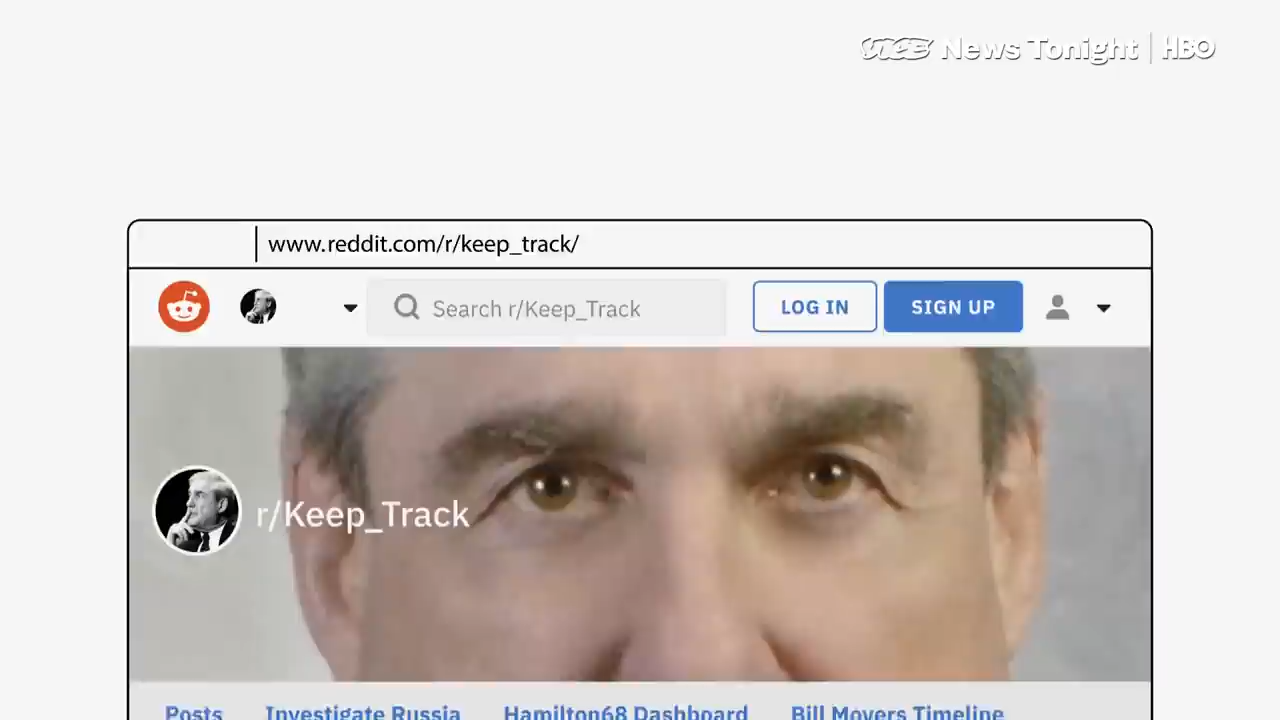 VICE News Tonight | HBO
www.reddit.com/r/keep_track/
Search r/Keep_Track
LOG IN
SIGN UP
r/Keep_Track
Posts Investigate Russia Hamilton68 Dashboard Bill Moyers Timeline